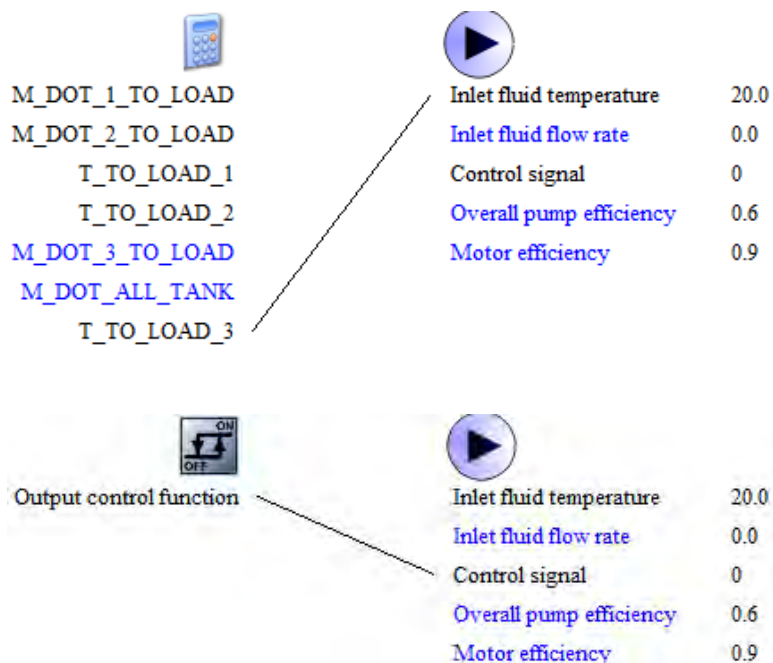 M_DOT_1_TO_LOAD
M_DOT_2_TO_LOAD
T_TO_LOAD_1
T_TO_LOAD_2
M_DOT_3_TO_LOAD
M_DOT_ALL_TANK
T_TO_LOAD_3
Inlet fluid temperature 20.0
Inlet fluid flow rate 0.0
Control signal 0
Overall pump efficiency 0.6
Motor efficiency 0.9
ON
OFF
Output control function
Inlet fluid temperature 20.0
Inlet fluid flow rate 0.0
Control signal 0
Overall pump efficiency 0.6
Motor efficiency 0.9